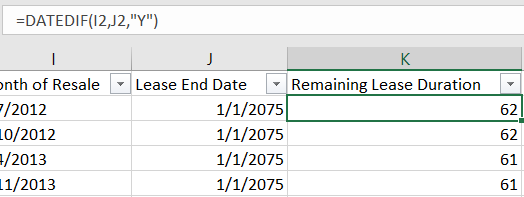 =DATEDIF(I2,J2,"Y")
I J K
onth of Resale Lease End Date Remaining Lease Duration
7/2012 1/1/2075 62
10/2012 1/1/2075 62
4/2013 1/1/2075 61
11/2013 1/1/2075 61